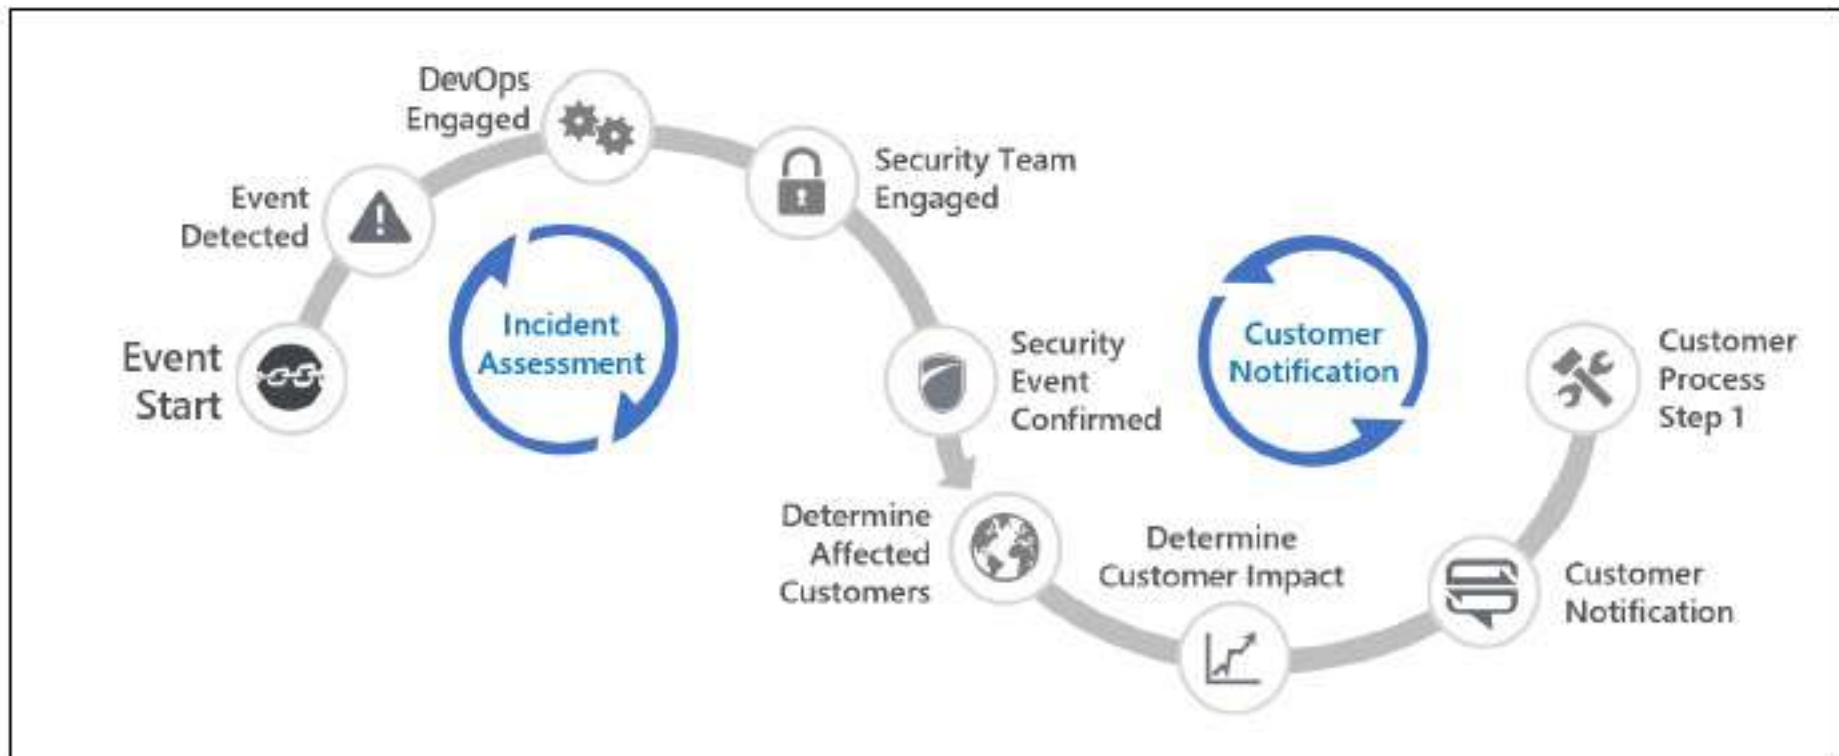 DevOps
Engaged
Event
Detected
Security Team
Engaged
Event
Start
Incident
Assessment
Security
Event
Confirmed
Customer
Notification
Customer
Process
Step 1
Determine
Affected
Customers
Determine
Customer Impact
Customer
Notification